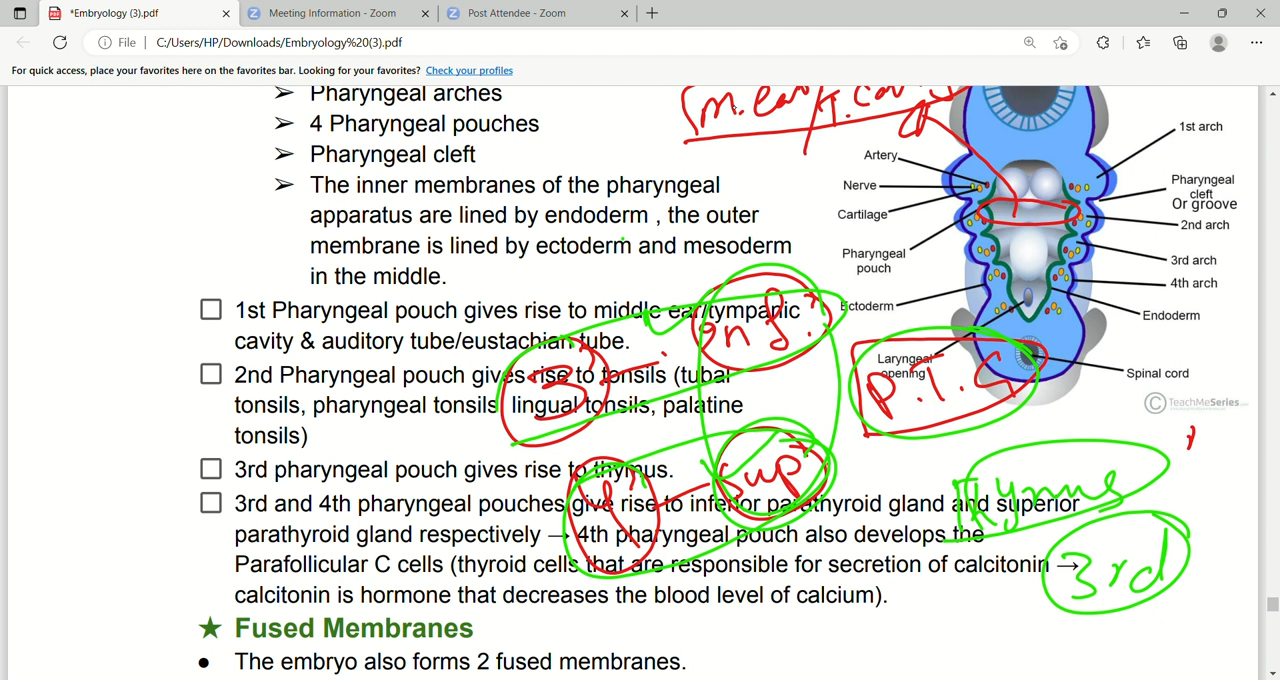 *Embryology (3).pdf
Meeting Information - Zoom
Post Attendee - Zoom
File
C:/Users/HP/Downloads/Embryology%20(3).pdf
For quick access, place your favorites here on the favorites bar. Looking for your favorites? Check your profiles
➢ Pharyngeal arches
➢ 4 Pharyngeal pouches
➢ Pharyngeal cleft
➢ The inner membranes of the pharyngeal
apparatus are lined by endoderm , the outer
membrane is lined by ectoderm and mesoderm
in the middle.
1st Pharyngeal pouch gives rise to middle ear/tympanic
cavity & auditory tube/eustachian tube.
2nd Pharyngeal pouch gives rise to tonsils (tubal
tonsils, pharyngeal tonsils, lingual tonsils, palatine
tonsils)
3rd pharyngeal pouch gives rise to thymus.
3rd and 4th pharyngeal pouches give rise to inferior parathyroid gland and superior
parathyroid gland respectively → 4th pharyngeal pouch also develops the
Parafollicular C cells (thyroid cells that are responsible for secretion of calcitonin →
calcitonin is hormone that decreases the blood level of calcium).
★ Fused Membranes
● The embryo also forms 2 fused membranes.
m. ear
Artery
Nerve
Cartilage
Pharyngeal
pouch
Ectoderm
Laryngeal
opening
1st arch
Pharyngeal
cleft
Or groove
2nd arch
3rd arch
4th arch
Endoderm
Spinal cord
© TeachMeSeries
3
inf
P.T.G
sup
thymus
3rd